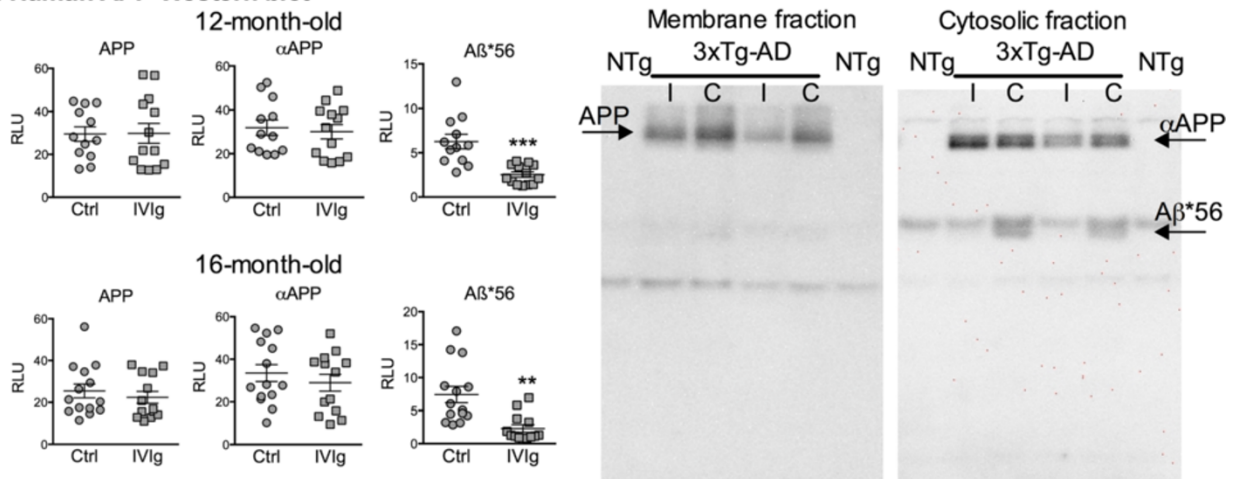 12-month-old
APP
αAPP
Aß*56
RLU
60
40
20
0
Ctrl
IVIg
RLU
60
40
20
0
Ctrl
IVIg
RLU
15
10
5
0
***
Ctrl
IVIg
16-month-old
APP
αAPP
Aß*56
RLU
60
40
20
0
Ctrl
IVIg
RLU
60
40
20
0
Ctrl
IVIg
RLU
20
15
10
5
0
**
Ctrl
IVIg
Membrane fraction
NTg 3xTg-AD NTg
I C I C
APP
Cytosolic fraction
NTg 3xTg-AD NTg
I C I C
αAPP
Aβ*56